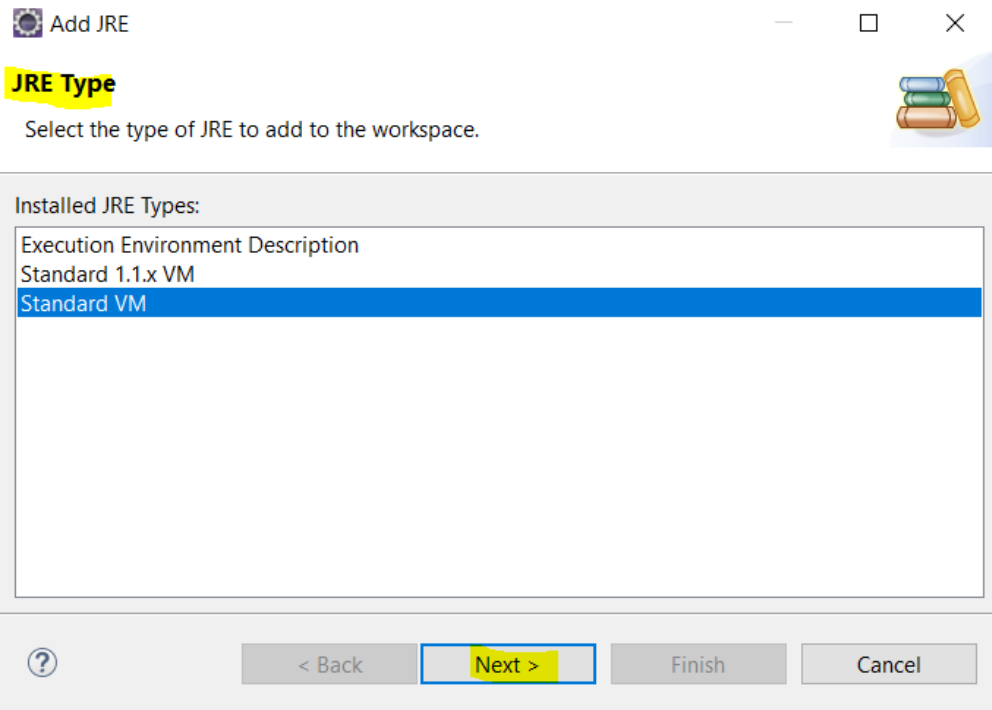 Add JRE
JRE Type
Select the type of JRE to add to the workspace.
Installed JRE Types:
Execution Environment Description
Standard 1.1.x VM
Standard VM
?
< Back
Next >
Finish
Cancel